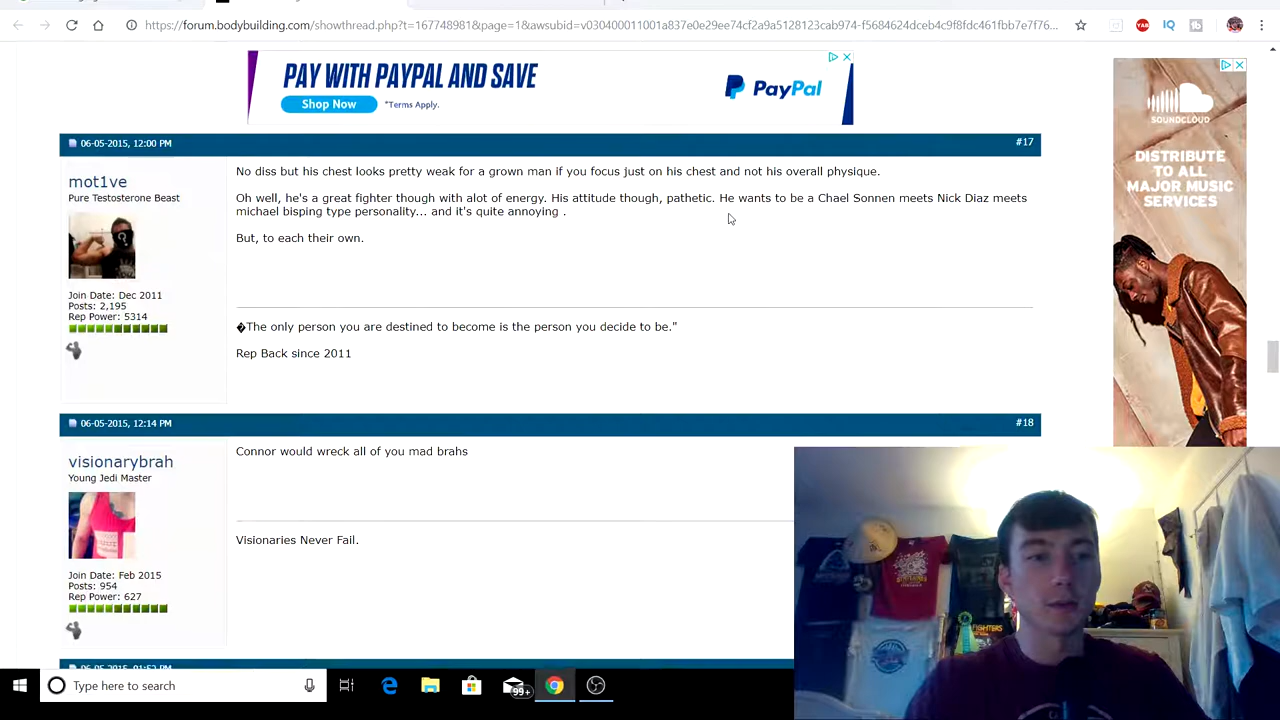 https://forum.bodybuilding.com/showthread.php?t=167748981&page=1&awsubid=v030400011001a837e0e29ee74cf2a9a5128123cab974-f5684624dceb4c9f8fdc461fbb7e7f76...
YAB
IQ
tb
PAY WITH PAYPAL AND SAVE
Shop Now *Terms Apply.
PayPal
SOUNDCLOUD
DISTRIBUTE
TO ALL
MAJOR MUSIC
SERVICES
06-05-2015, 12:00 PM #17
mot1ve
Pure Testosterone Beast
Join Date: Dec 2011
Posts: 2,195
Rep Power: 5314
No diss but his chest looks pretty weak for a grown man if you focus just on his chest and not his overall physique.
Oh well, he's a great fighter though with alot of energy. His attitude though, pathetic. He wants to be a Chael Sonnen meets Nick Diaz meets
michael bisping type personality... and it's quite annoying .
But, to each their own.
�The only person you are destined to become is the person you decide to be."
Rep Back since 2011
06-05-2015, 12:14 PM #18
visionarybrah
Young Jedi Master
Join Date: Feb 2015
Posts: 954
Rep Power: 627
Connor would wreck all of you mad brahs
Visionaries Never Fail.
FIGHTERS
Type here to search
99+